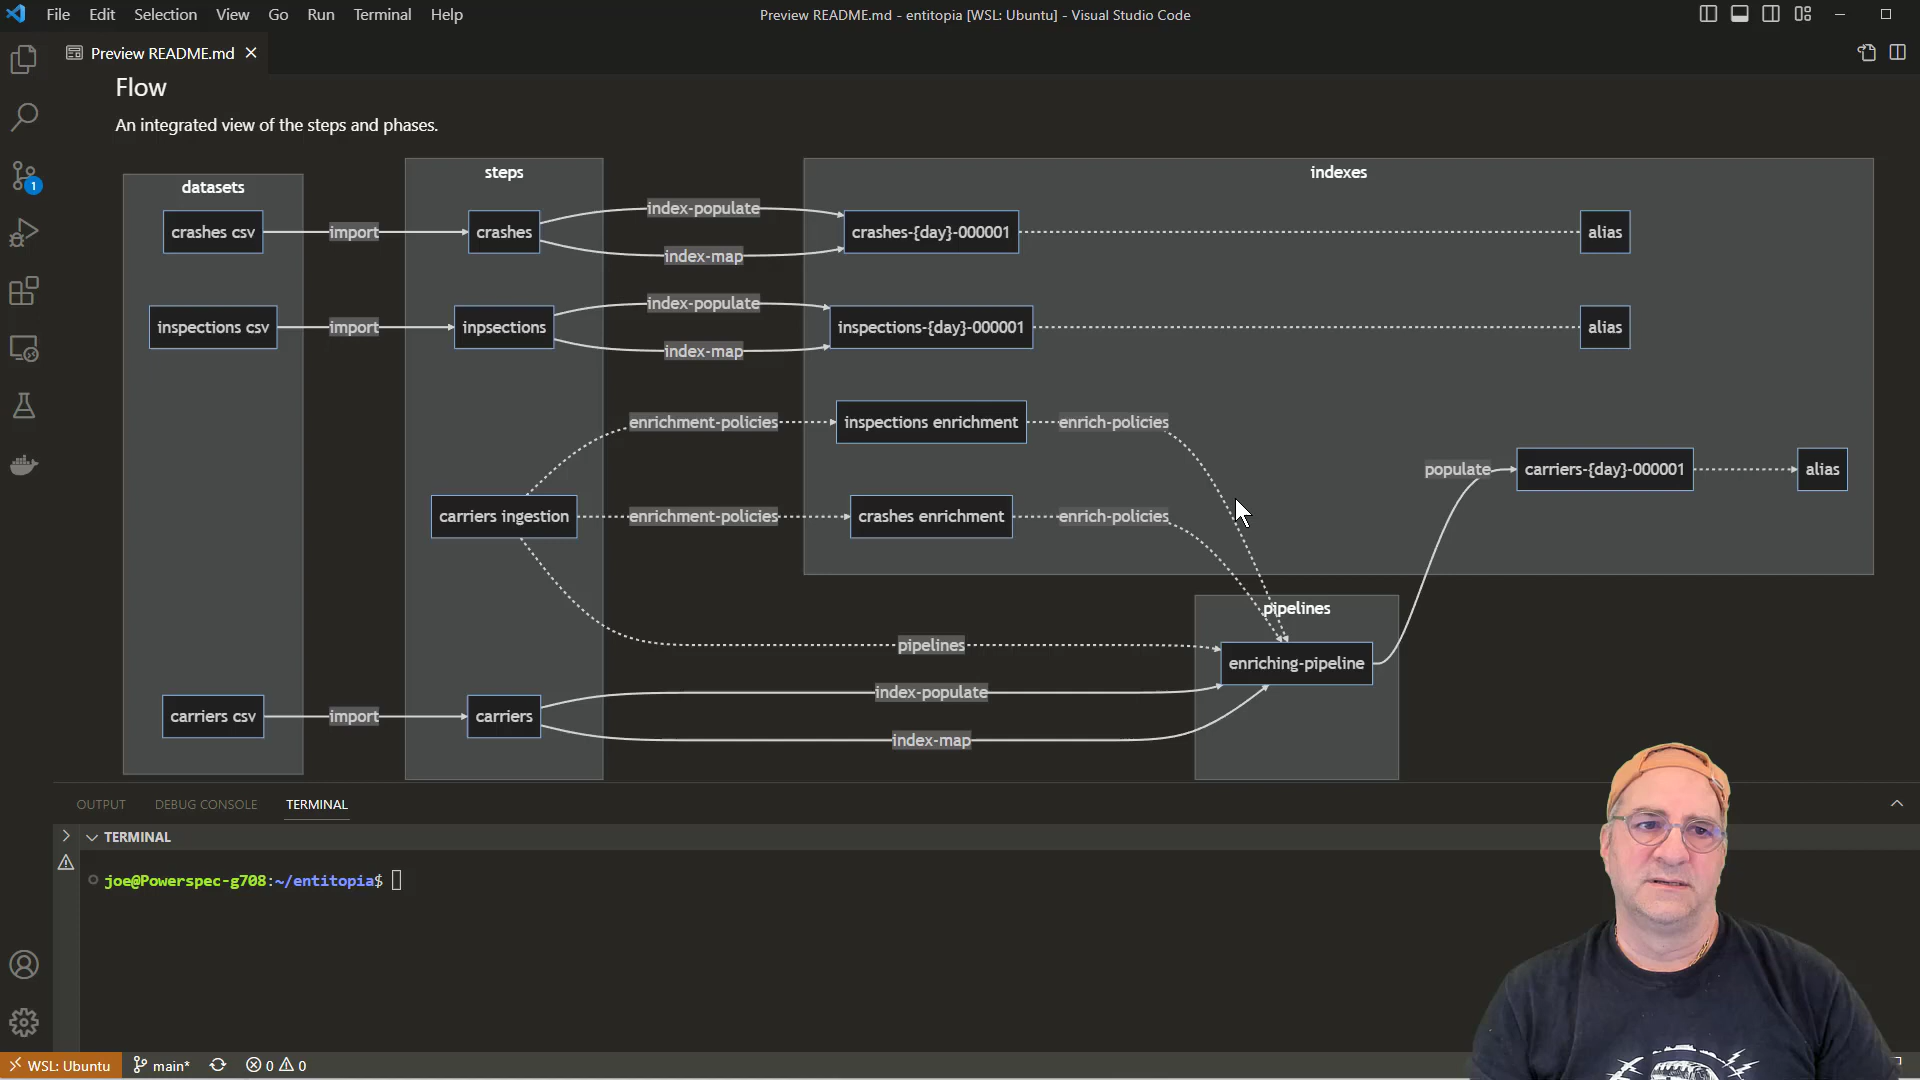 File Edit Selection View Go Run Terminal Help
Preview README.md - entitopia [WSL: Ubuntu] - Visual Studio Code
Preview README.md
Flow
An integrated view of the steps and phases.
datasets
steps
indexes
crashes csv
import
crashes
index-populate
index-map
crashes-{day}-000001
alias
inspections csv
import
inpsections
index-populate
index-map
inspections-{day}-000001
alias
enrichment-policies
inspections enrichment
enrich-policies
populate
carriers-{day}-000001
alias
carriers ingestion
enrichment-policies
crashes enrichment
enrich-policies
pipelines
pipelines
enriching-pipeline
carriers csv
import
carriers
index-populate
index-map
1
OUTPUT DEBUG CONSOLE TERMINAL
TERMINAL
joe@Powerspec-g708:~/entitopia$
WSL: Ubuntu main* 0 0